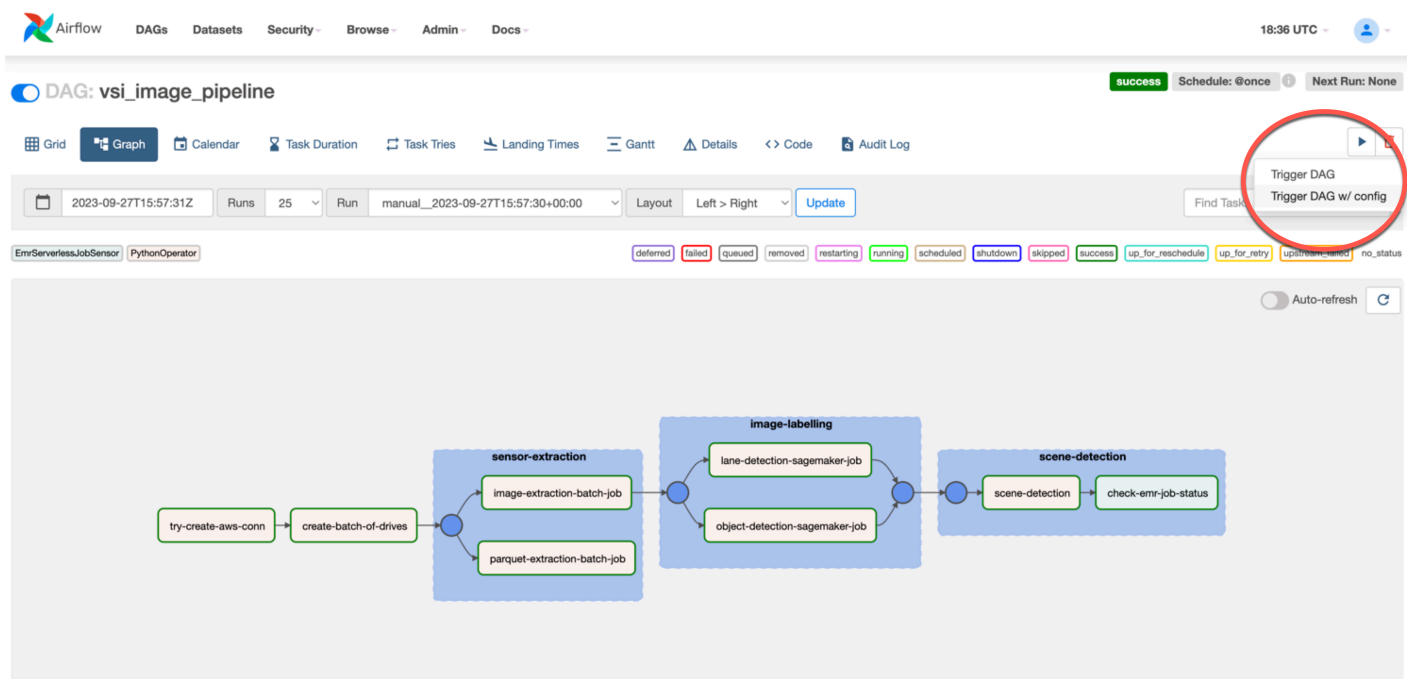 Airflow DAGs Datasets Security Browse Admin Docs 18:36 UTC
DAG: vsi_image_pipeline success Schedule: @once Next Run: None
Grid Graph Calendar Task Duration Task Tries Landing Times Gantt Details Code Audit Log
Trigger DAG
Trigger DAG w/ config
2023-09-27T15:57:31Z Runs 25 Run manual__2023-09-27T15:57:30+00:00 Layout Left > Right Update Find Task
EmrServerlessJobSensor PythonOperator deferred failed queued removed restarting running scheduled shutdown skipped success up_for_reschedule up_for_retry upstream_failed no_status
Auto-refresh
image-labelling
sensor-extraction
scene-detection
lane-detection-sagemaker-job
image-extraction-batch-job
scene-detection check-emr-job-status
try-create-aws-conn create-batch-of-drives
object-detection-sagemaker-job
parquet-extraction-batch-job